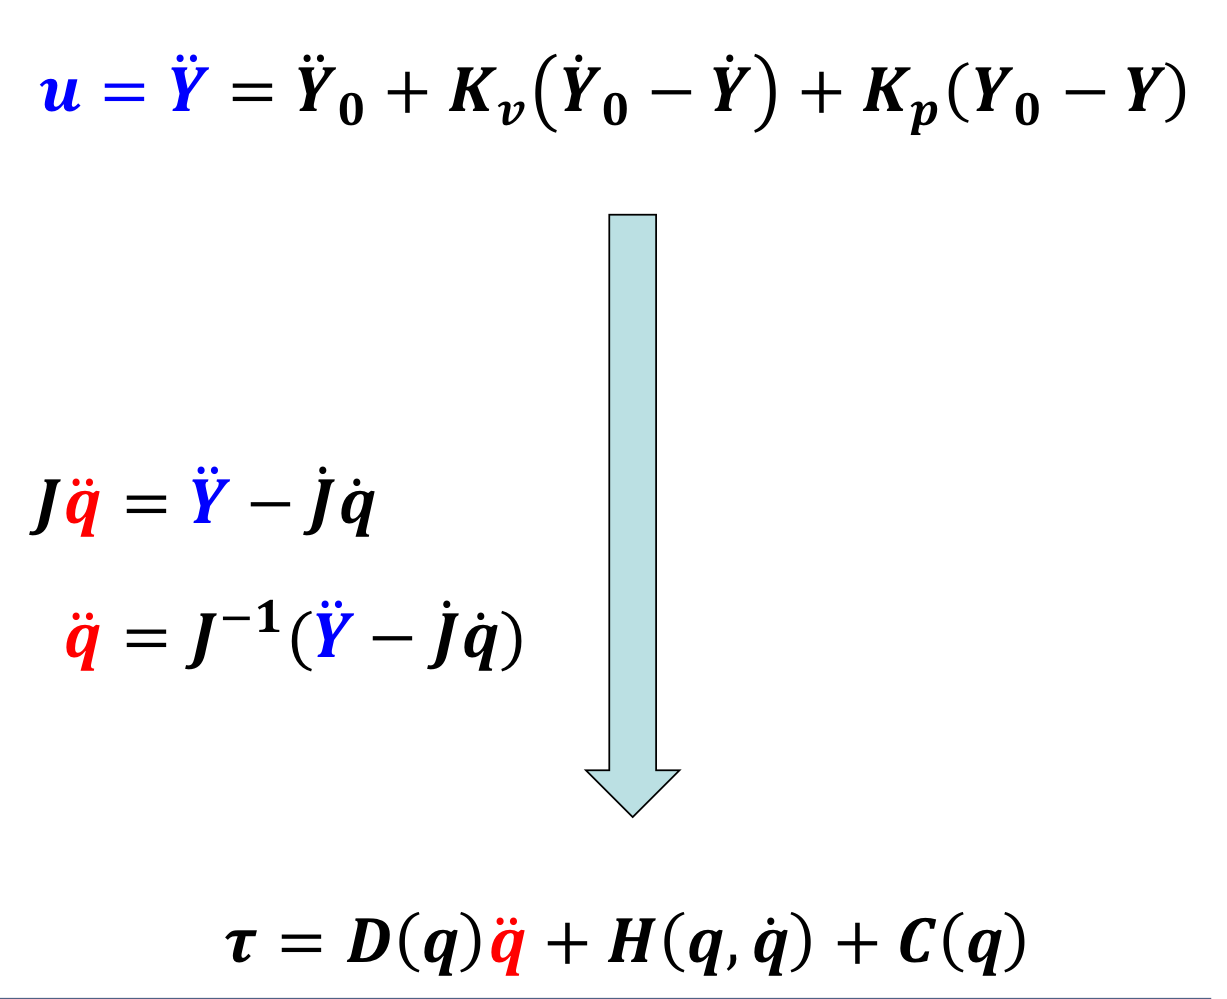 u = Ÿ = Ÿ₀ + Kᵥ(Ẏ₀ − Ẏ) + Kₚ(Y₀ − Y)
Jq̈ = Ÿ − J̇q̇
q̈ = J⁻¹(Ÿ − J̇q̇)
τ = D(q)q̈ + H(q, q̇) + C(q)